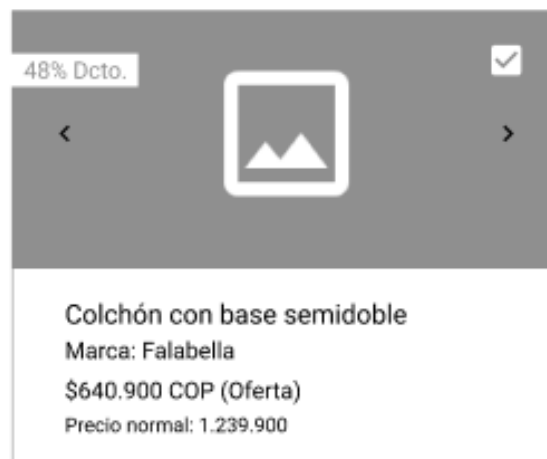 48% Dcto.
Colchón con base semidoble
Marca: Falabella
$640.900 COP (Oferta)
Precio normal: 1.239.900